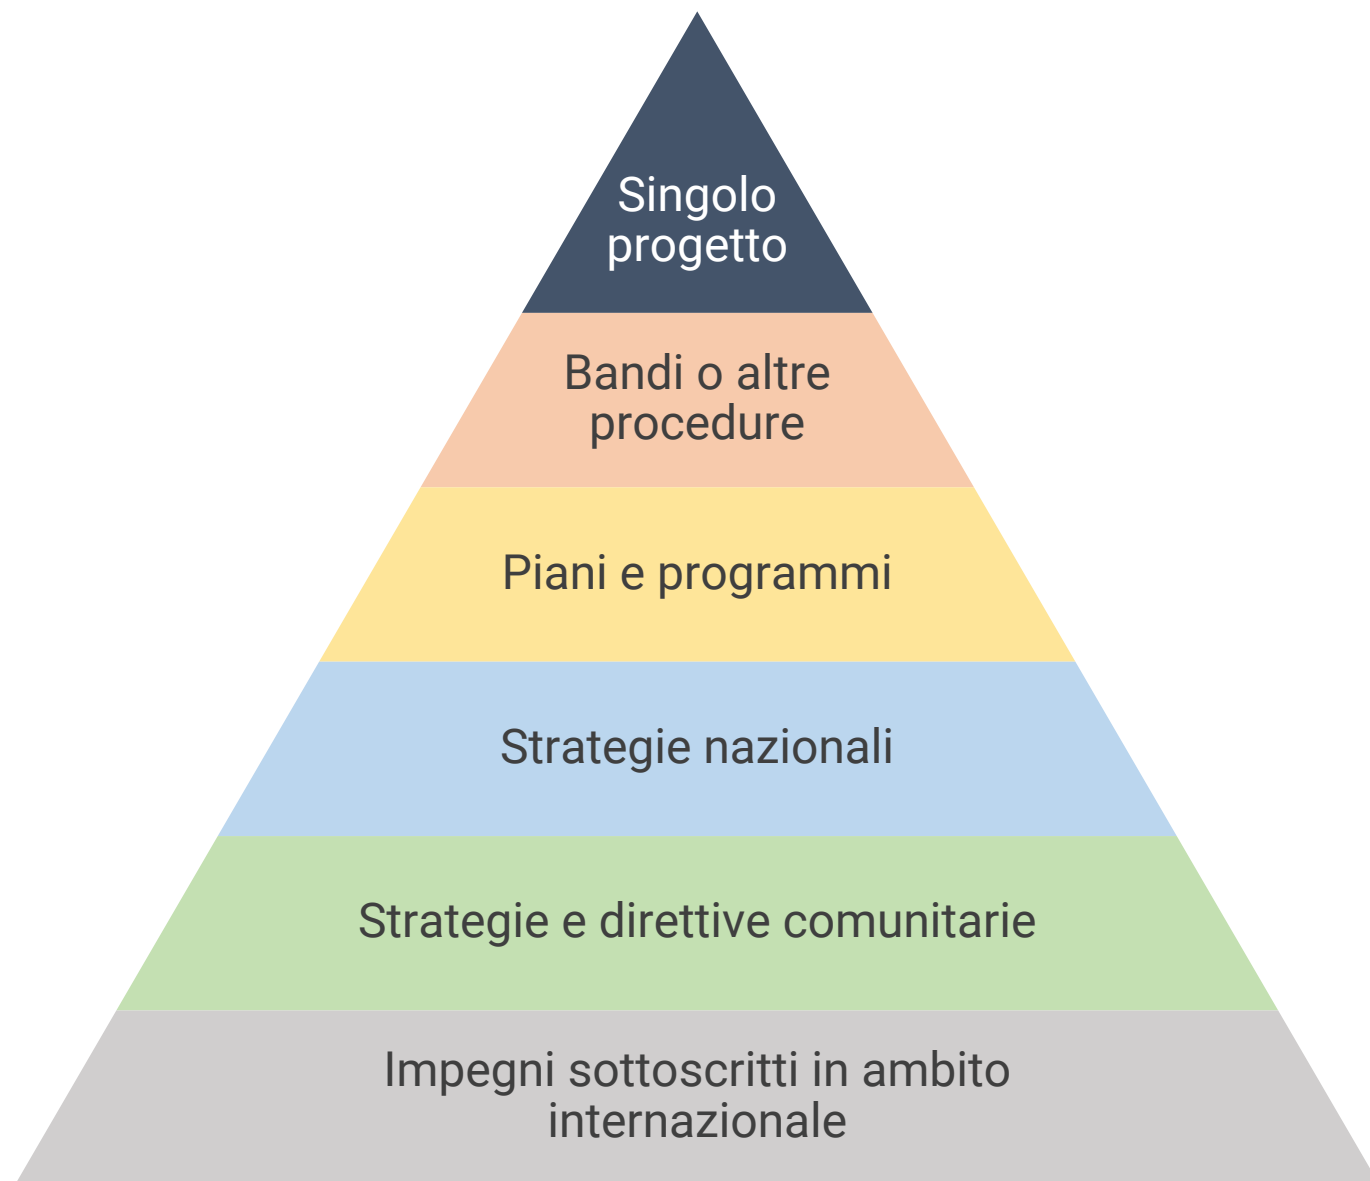 Singolo
progetto
Bandi o altre
procedure
Piani e programmi
Strategie nazionali
Strategie e direttive comunitarie
Impegni sottoscritti in ambito
internazionale